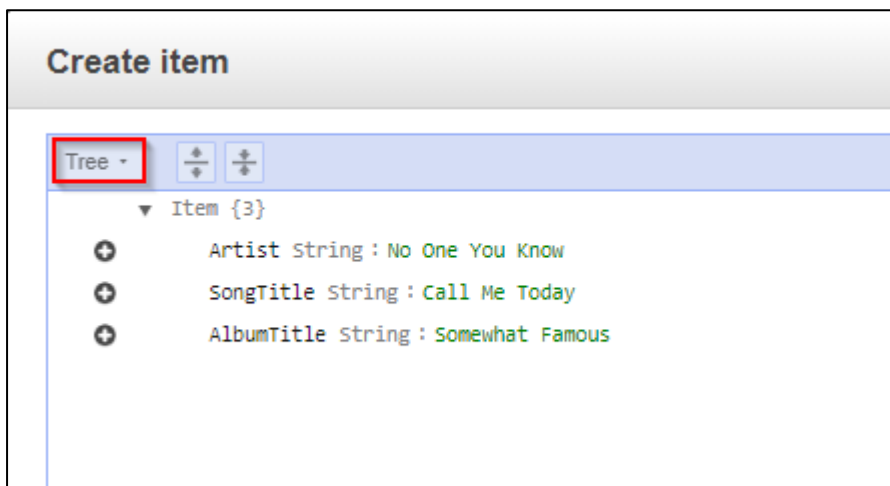 Create item
Tree
Item {3}
Artist String : No One You Know
SongTitle String : Call Me Today
AlbumTitle String : Somewhat Famous